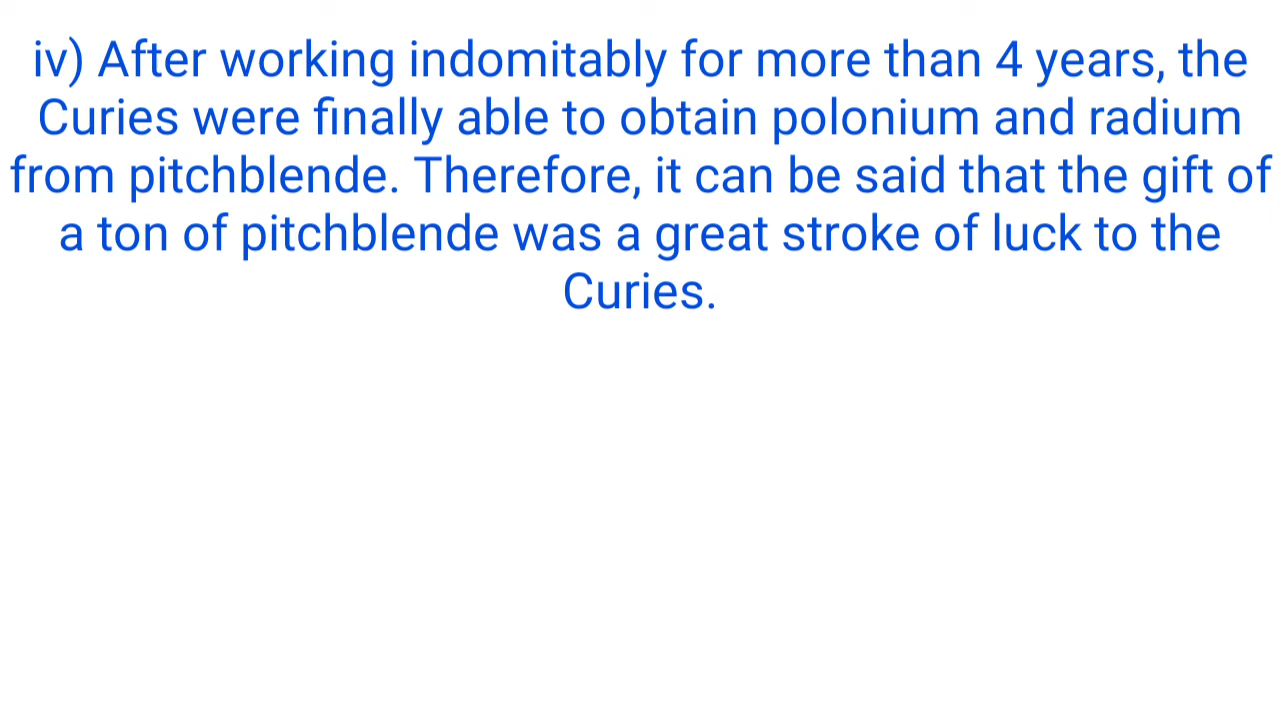 iv) After working indomitably for more than 4 years, the
Curies were finally able to obtain polonium and radium
from pitchblende. Therefore, it can be said that the gift of
a ton of pitchblende was a great stroke of luck to the
Curies.